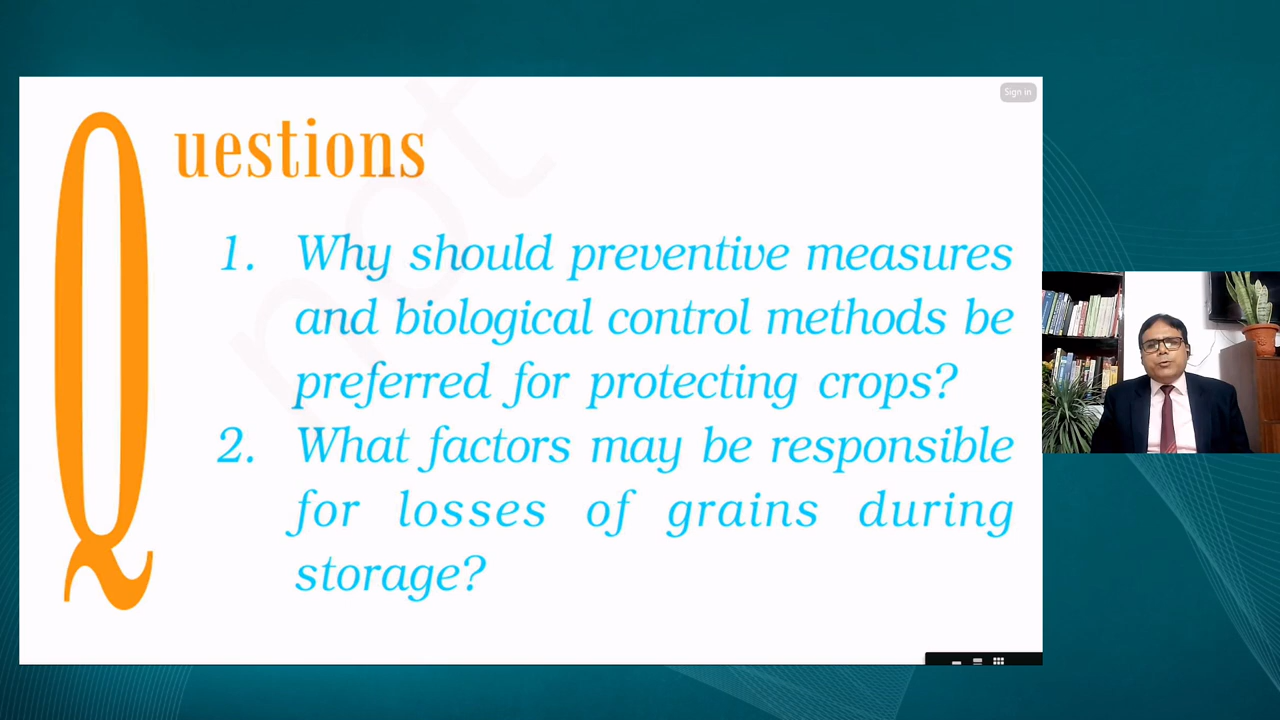 Sign in
Questions
1. Why should preventive measures
and biological control methods be
preferred for protecting crops?
2. What factors may be responsible
for losses of grains during
storage?
not